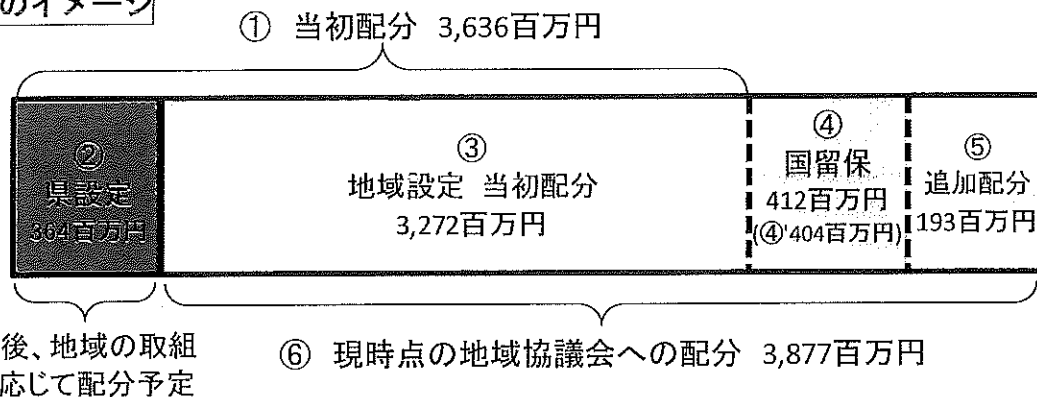 のイメージ
① 当初配分 3,636百万円
②
県設定
364百万円
③
地域設定 当初配分
3,272百万円
④
国留保
412百万円
(④'404百万円)
⑤
追加配分
193百万円
後、地域の取組
応じて配分予定
⑥ 現時点の地域協議会への配分 3,877百万円